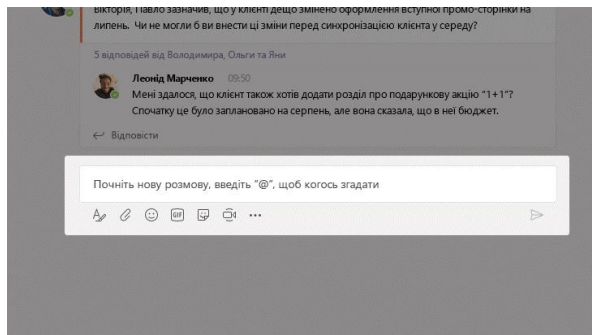 Вікторія, Павло зазначив, що у клієнті дещо змінено оформлення вступної промо-сторінки на
липень. Чи не могли б ви внести ці зміни перед синхронізацією клієнта у середу?
5 відповідей від Володимира, Ольги та Яни
Леонід Марченко 09:50
Мені здалося, що клієнт також хотів додати розділ про подарункову акцію "1+1"?
Спочатку це було заплановано на серпень, але вона сказала, що в неї бюджет.
Відповісти
Почніть нову розмову, введіть "@", щоб когось згадати
GIF